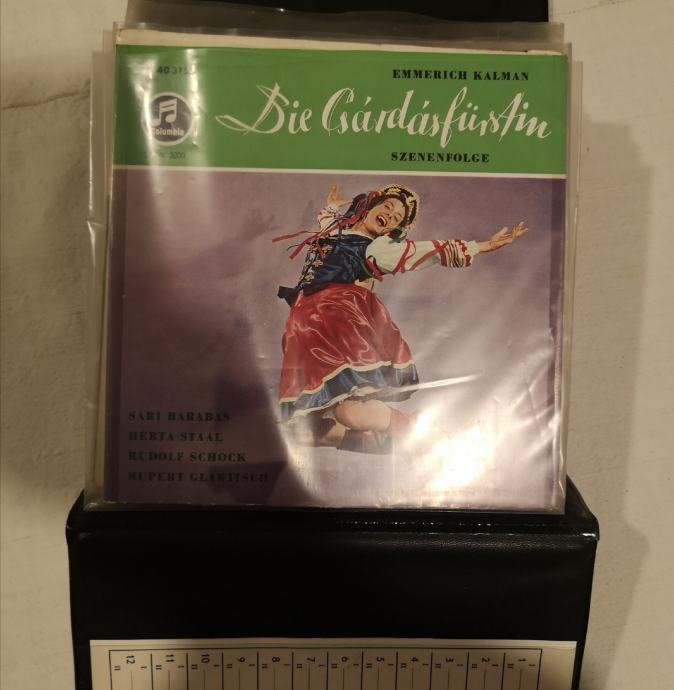 EMMERICH KALMAN
Die Csárdásfürstin
SZENENFOLGE
Columbia
SARI BARABAS
HERTA STAAL
RUDOLF SCHOCK
RUPERT GLAWITSCH
12 11 10 9 8 7 6 5 4 3 2 1